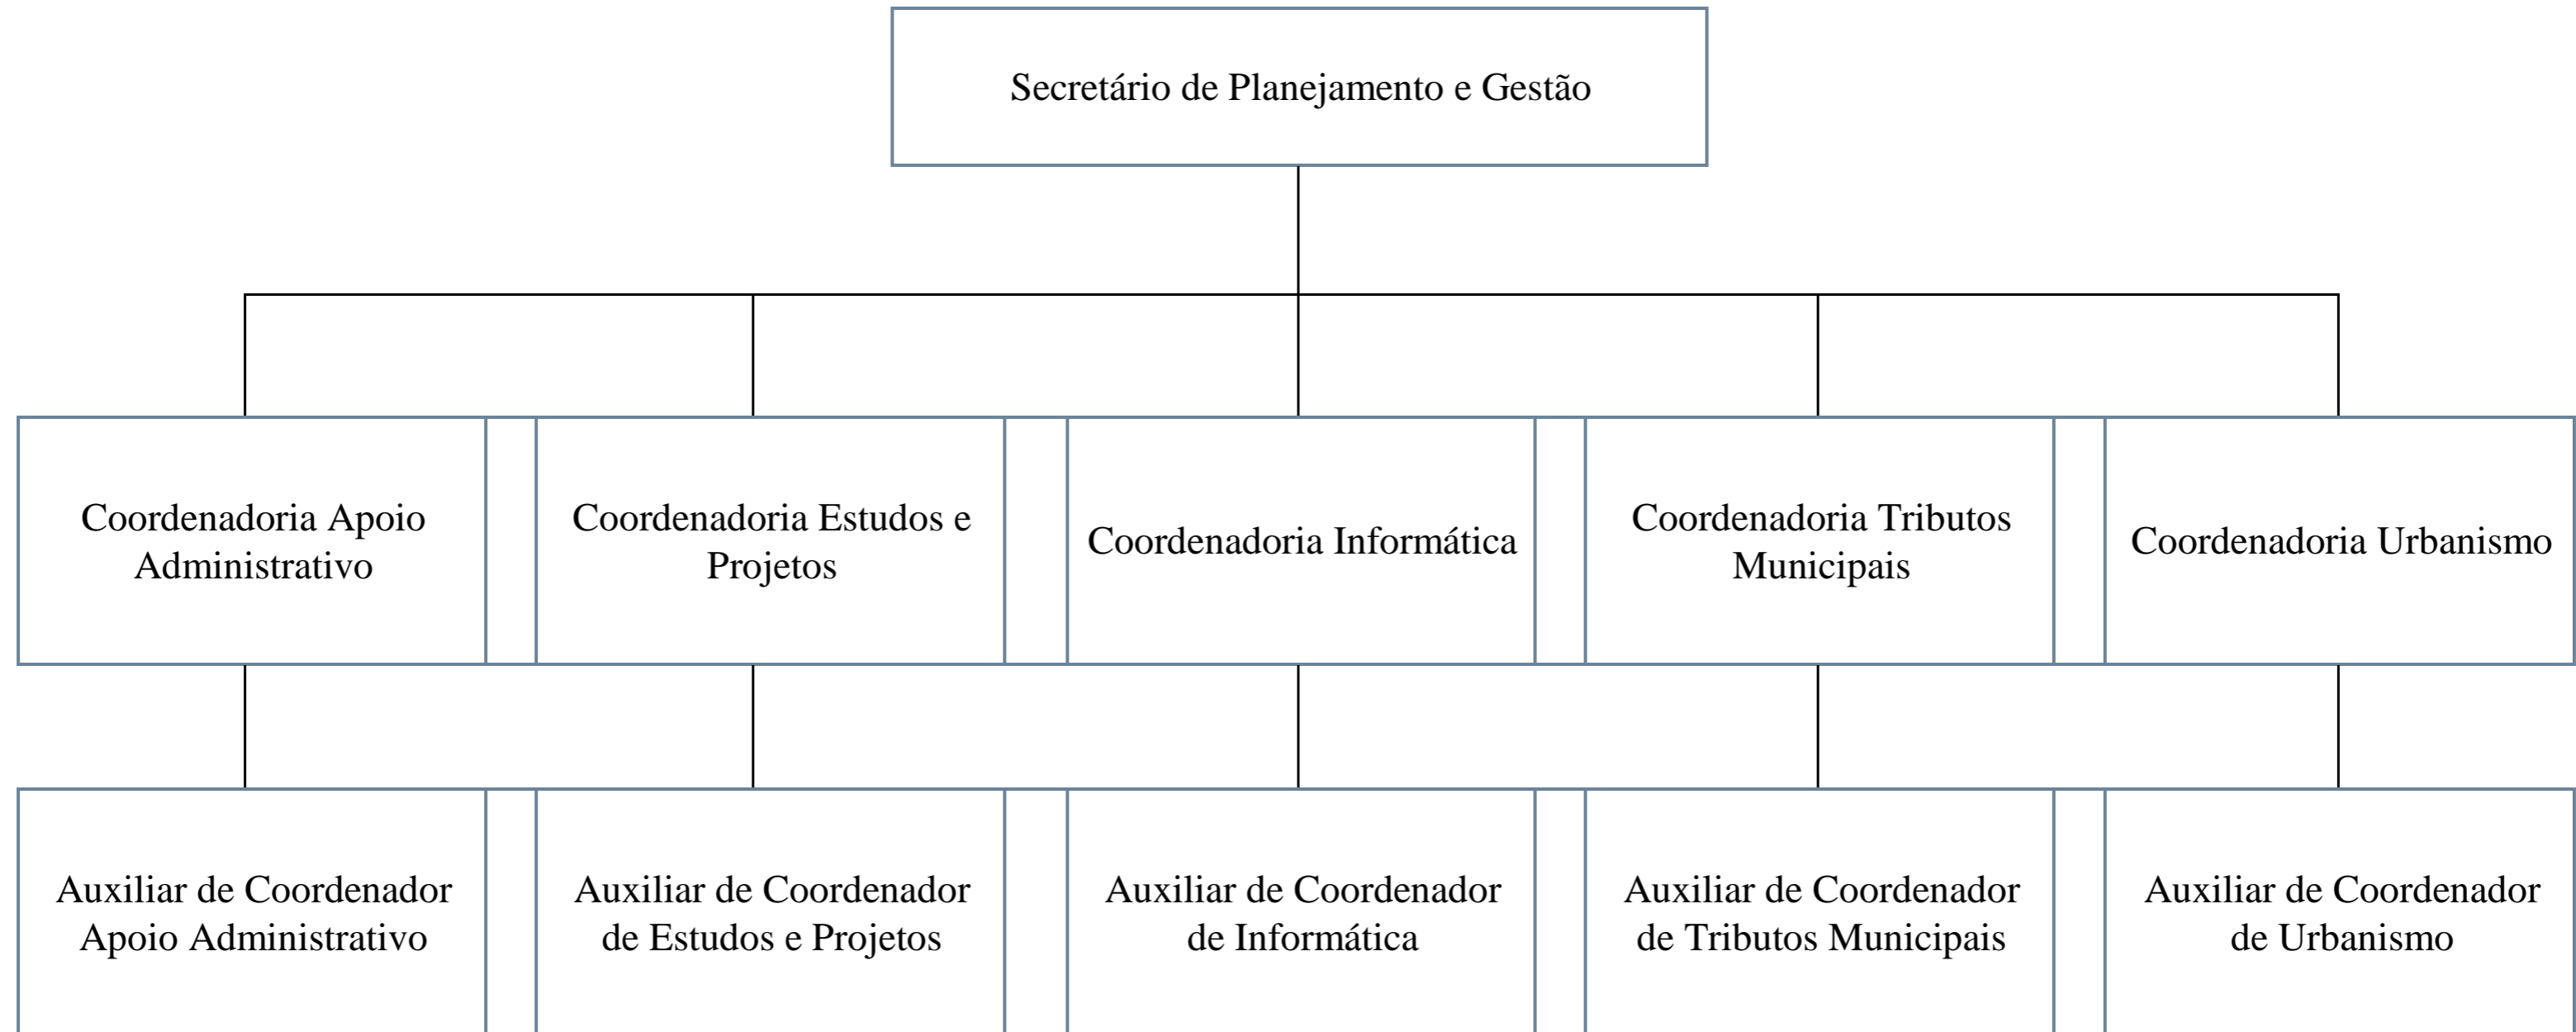 Secretário de Planejamento e Gestão
Coordenadoria Apoio
Administrativo
Coordenadoria Estudos e
Projetos
Coordenadoria Informática
Coordenadoria Tributos
Municipais
Coordenadoria Urbanismo
Auxiliar de Coordenador
Apoio Administrativo
Auxiliar de Coordenador
de Estudos e Projetos
Auxiliar de Coordenador
de Informática
Auxiliar de Coordenador
de Tributos Municipais
Auxiliar de Coordenador
de Urbanismo